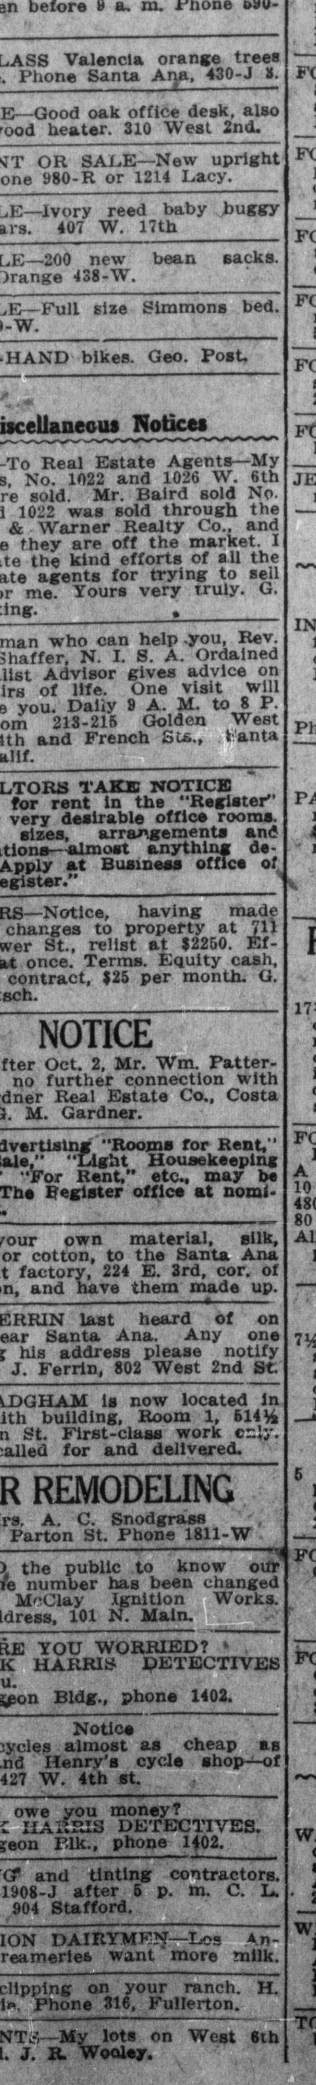 en before 9 a. m. Phone 590-
LASS Valencia orange trees
. Phone Santa Ana, 430-J 3.
E—Good oak office desk, also
ood heater. 310 West 2nd.
NT OR SALE—New upright
one 980-R or 1214 Lacy.
LE—Ivory reed baby buggy
ars. 407 W. 17th
LE—200 new bean sacks.
Orange 438-W.
LE—Full size Simmons bed.
-W.
-HAND bikes. Geo. Post.
iscellaneous Notices
-To Real Estate Agents—My
s, No. 1022 and 1026 W. 6th
re sold. Mr. Baird sold No.
d 1022 was sold through the
& Warner Realty Co., and
e they are off the market. I
te the kind efforts of all the
ate agents for trying to sell
or me. Yours very truly. G.
ing.
man who can help you, Rev.
Shaffer, N. I. S. A. Ordained
list Advisor gives advice on
irs of life. One visit will
e you. Daily 9 A. M. to 8 P.
om 213-215 Golden West
ith and French Sts., Santa
alif.
LTORS TAKE NOTICE
for rent in the "Register"
very desirable office rooms.
sizes, arrangements and
tions—almost anything de-
Apply at Business office of
egister."
RS—Notice, having made
changes to property at 711
wer St., relist at $2250. Ef-
at once. Terms. Equity cash,
contract, $25 per month. G.
sch.
NOTICE
fter Oct. 2, Mr. Wm. Patter-
no further connection with
rdner Real Estate Co., Costa
G. M. Gardner.
dvertising "Rooms for Rent,"
ale," "Light Housekeeping
"For Rent," etc., may be
The Register office at nomi-
.
your own material, silk,
or cotton, to the Santa Ana
t factory, 224 E. 3rd, cor. of
n, and have them made up.
ERRIN last heard of on
ear Santa Ana. Any one
g his address please notify
J. Ferrin, 802 West 2nd St.
ADGHAM is now located in
ith building, Room 1, 514½
n St. First-class work only.
called for and delivered.
R REMODELING
rs. A. C. Snodgrass
Parton St. Phone 1811-W
D the public to know our
ne number has been changed
McClay Ignition Works.
ddress, 101 N. Main.
RE YOU WORRIED?
K HARRIS DETECTIVES
u.
geon Bldg., phone 1402.
Notice
cycles almost as cheap as
nd Henry's cycle shop—of
427 W. 4th st.
owe you money?
K HARRIS DETECTIVES.
geon Blk., phone 1402.
NG and tinting contractors.
1908-J after 5 p. m. C. L.
904 Stafford.
ION DAIRYMEN—Los An-
reameries want more milk.
clipping on your ranch. H.
Phone 316, Fullerton.
NTS—My lots on West 6th
d. J. R. Wooley.